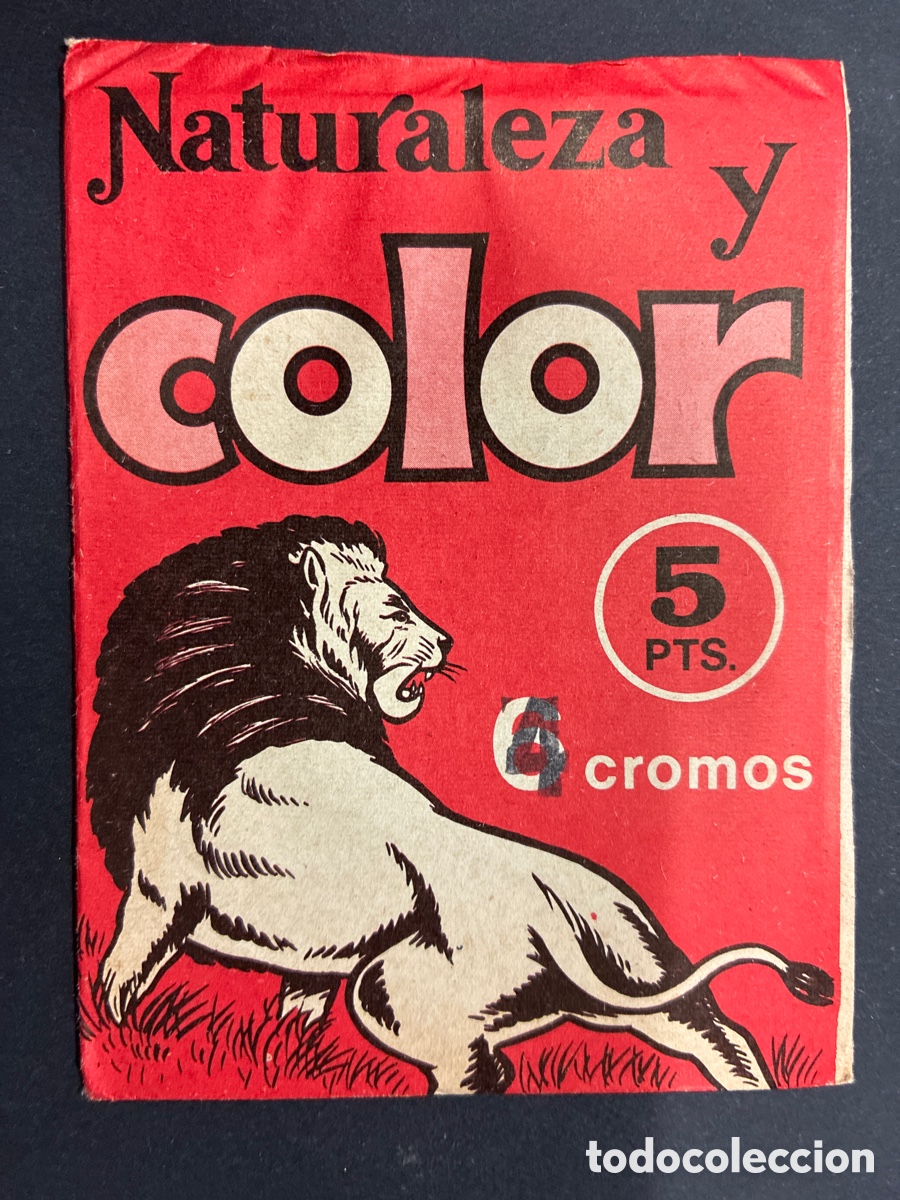 Naturaleza
y
color
5
PTS.
cromos
todocoleccion